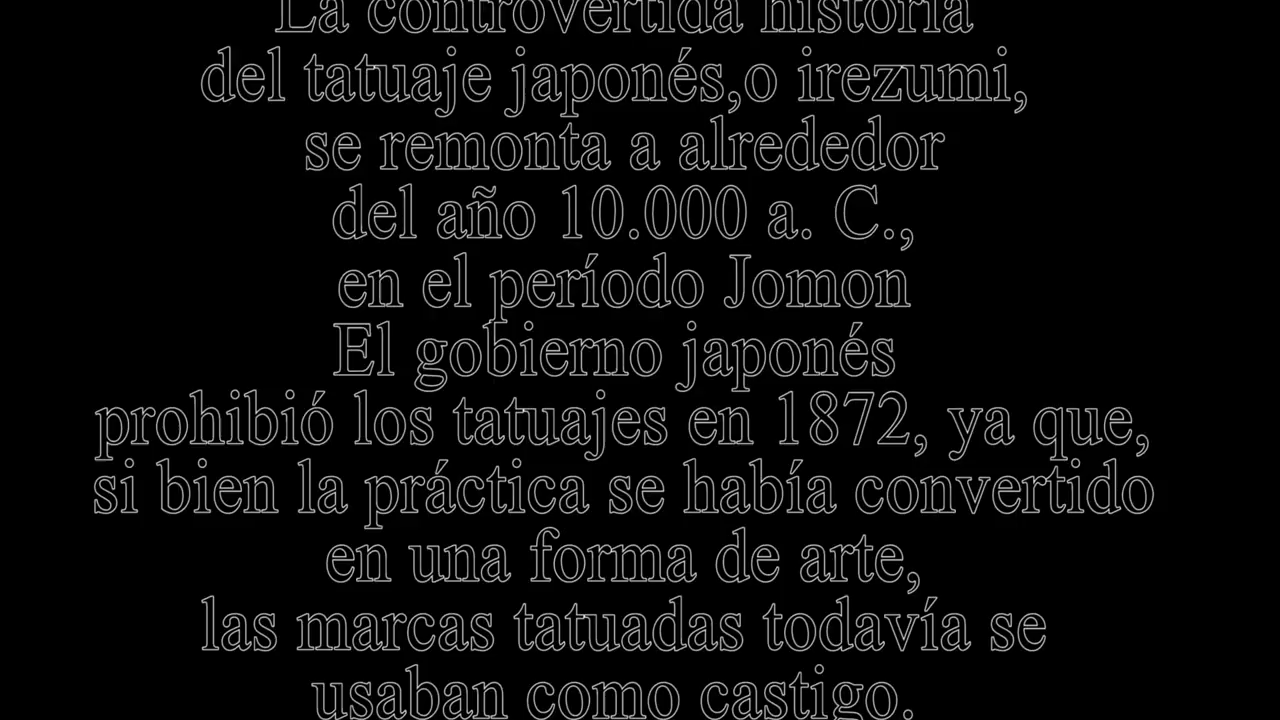 La controvertida historia
del tatuaje japonés,o irezumi,
se remonta a alrededor
del año 10.000 a. C.,
en el período Jomon
El gobierno japonés
prohibió los tatuajes en 1872, ya que,
si bien la práctica se había convertido
en una forma de arte,
las marcas tatuadas todavía se
usaban como castigo.